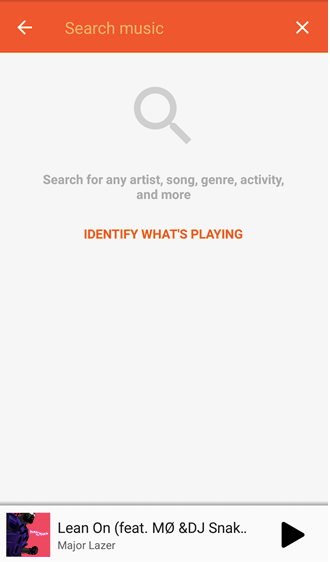 Search music
Search for any artist, song, genre, activity,
and more
IDENTIFY WHAT'S PLAYING
Lean On (feat. MØ &DJ Snak..
Major Lazer